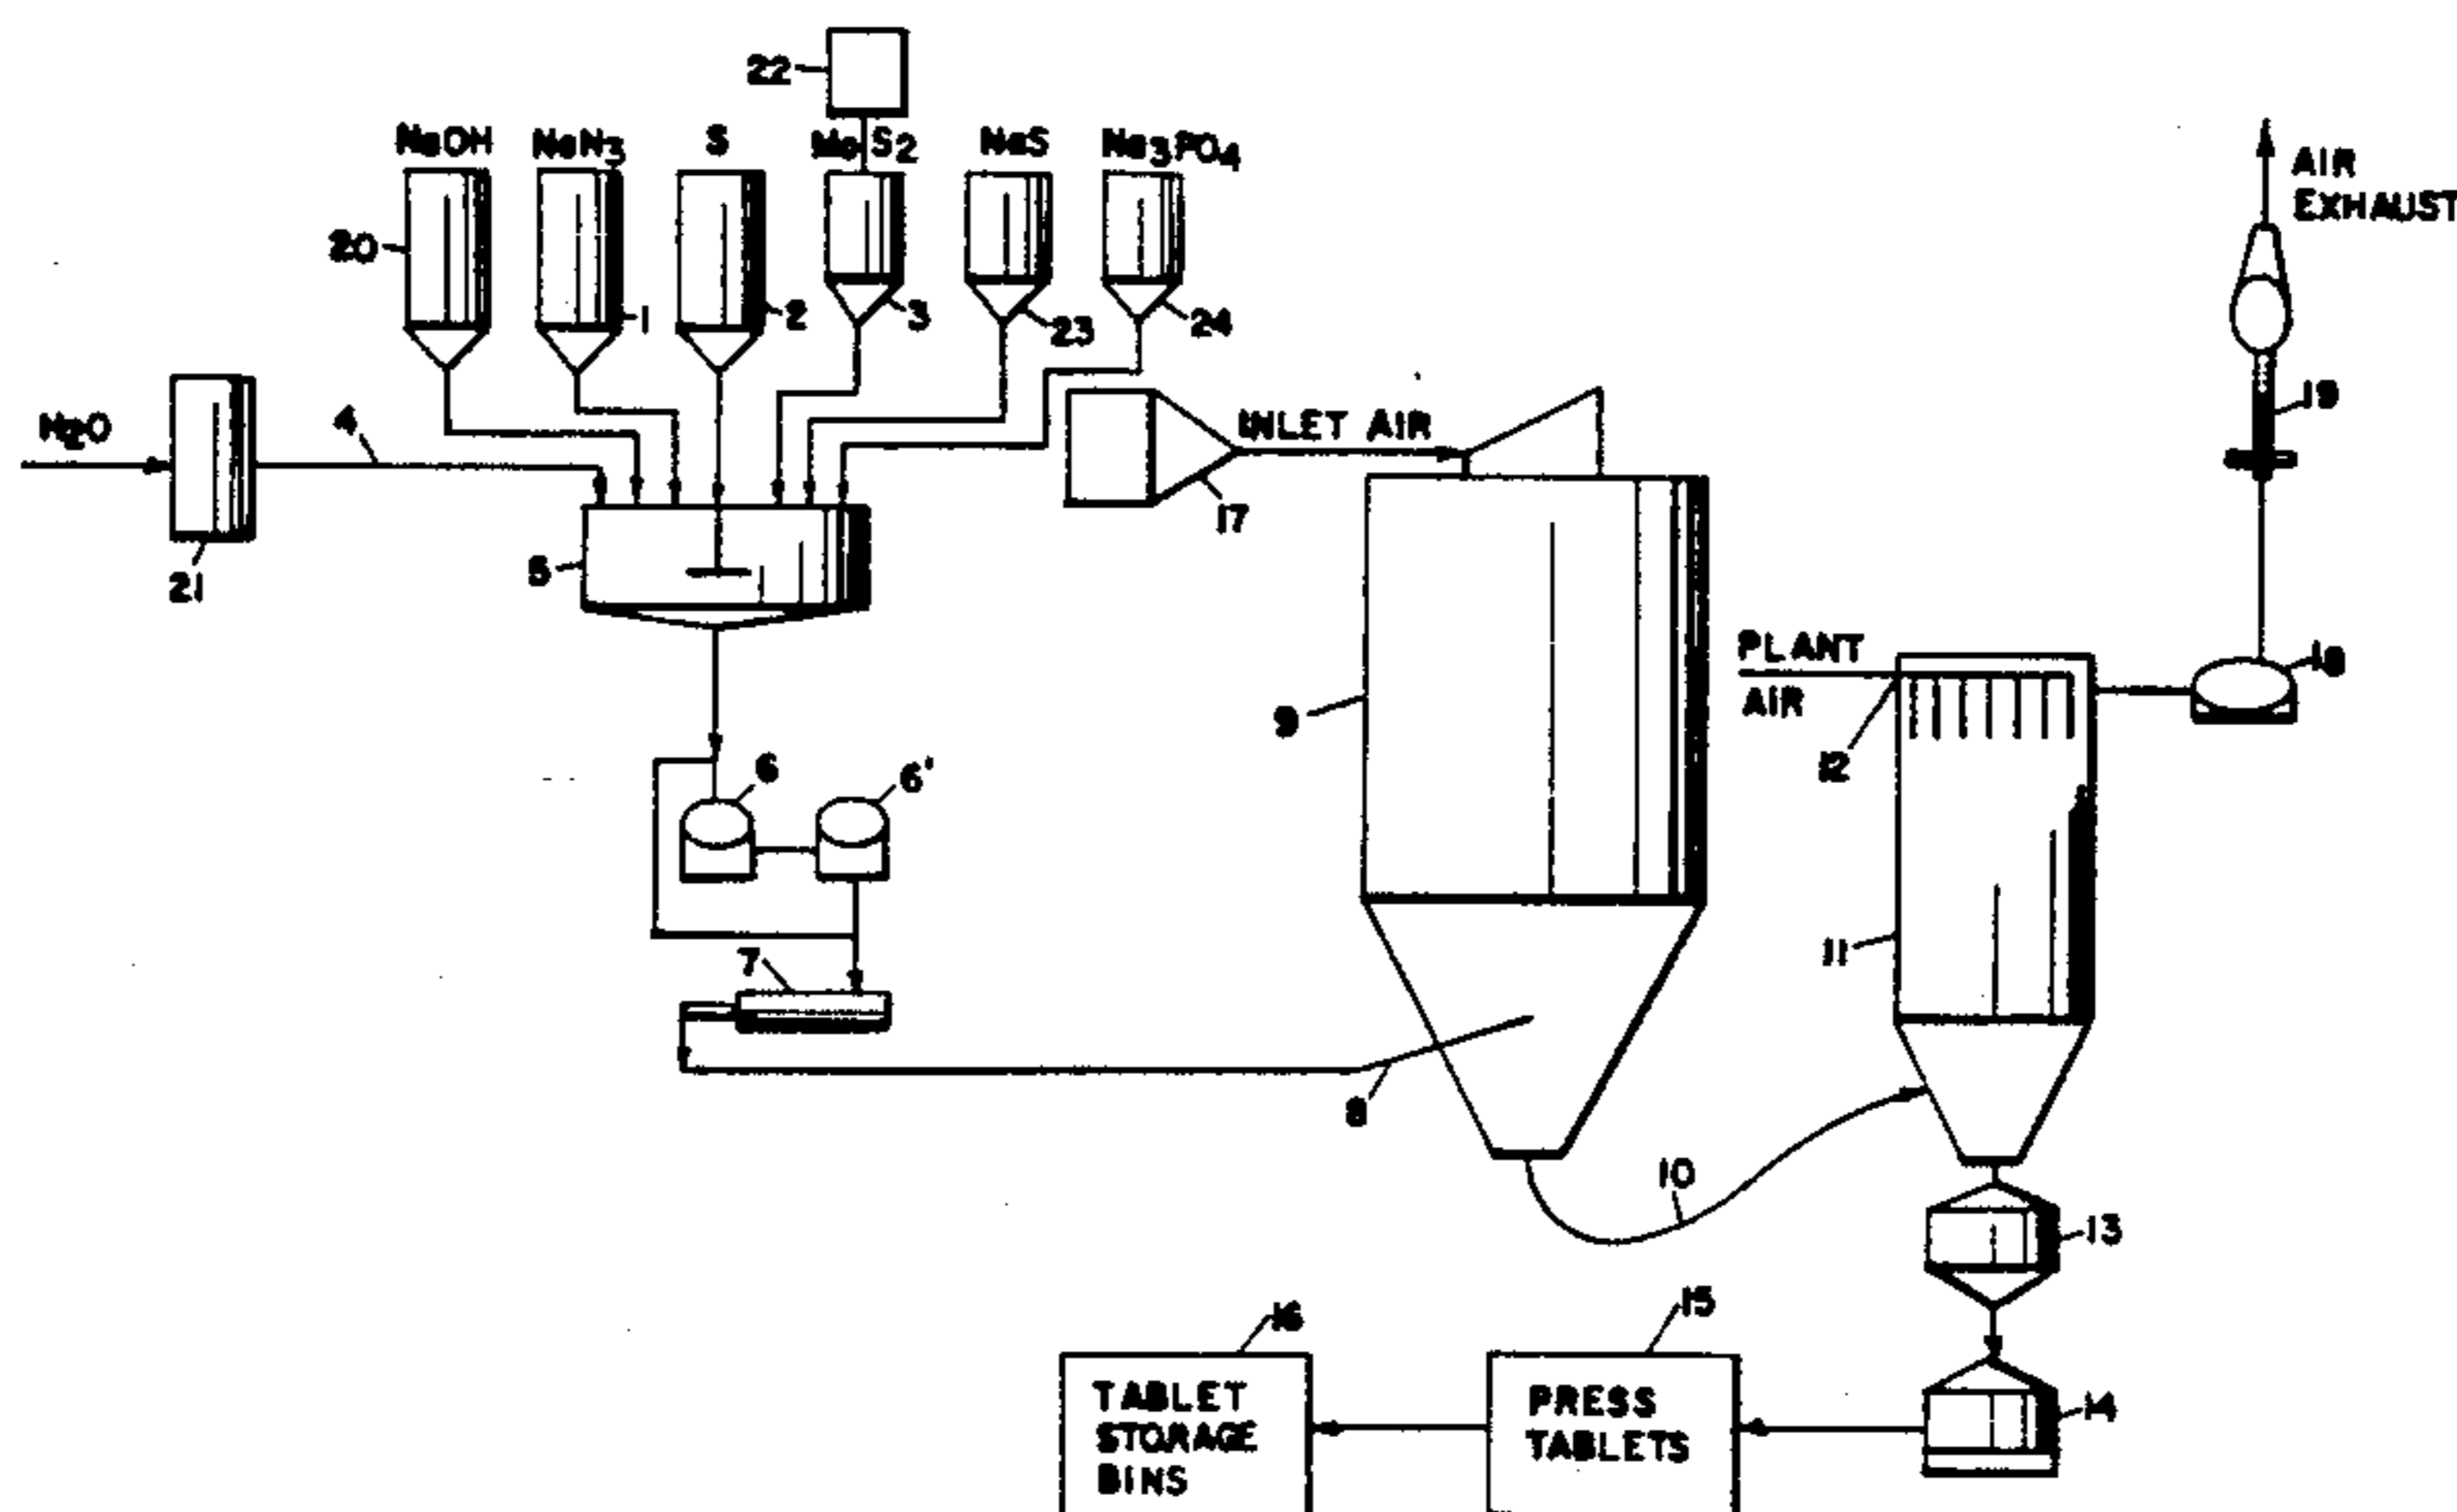 22
NaOH
NaN3
S
MoS2
NaS
Na3PO4
AIR
EXHAUST
20
1
2
3
23
24
H2O
4
INLET AIR
19
17
21
5
PLANT
AIR
18
9
12
6
6'
11
7
8
10
13
16
15
TABLET
STORAGE
BINS
PRESS
TABLETS
14